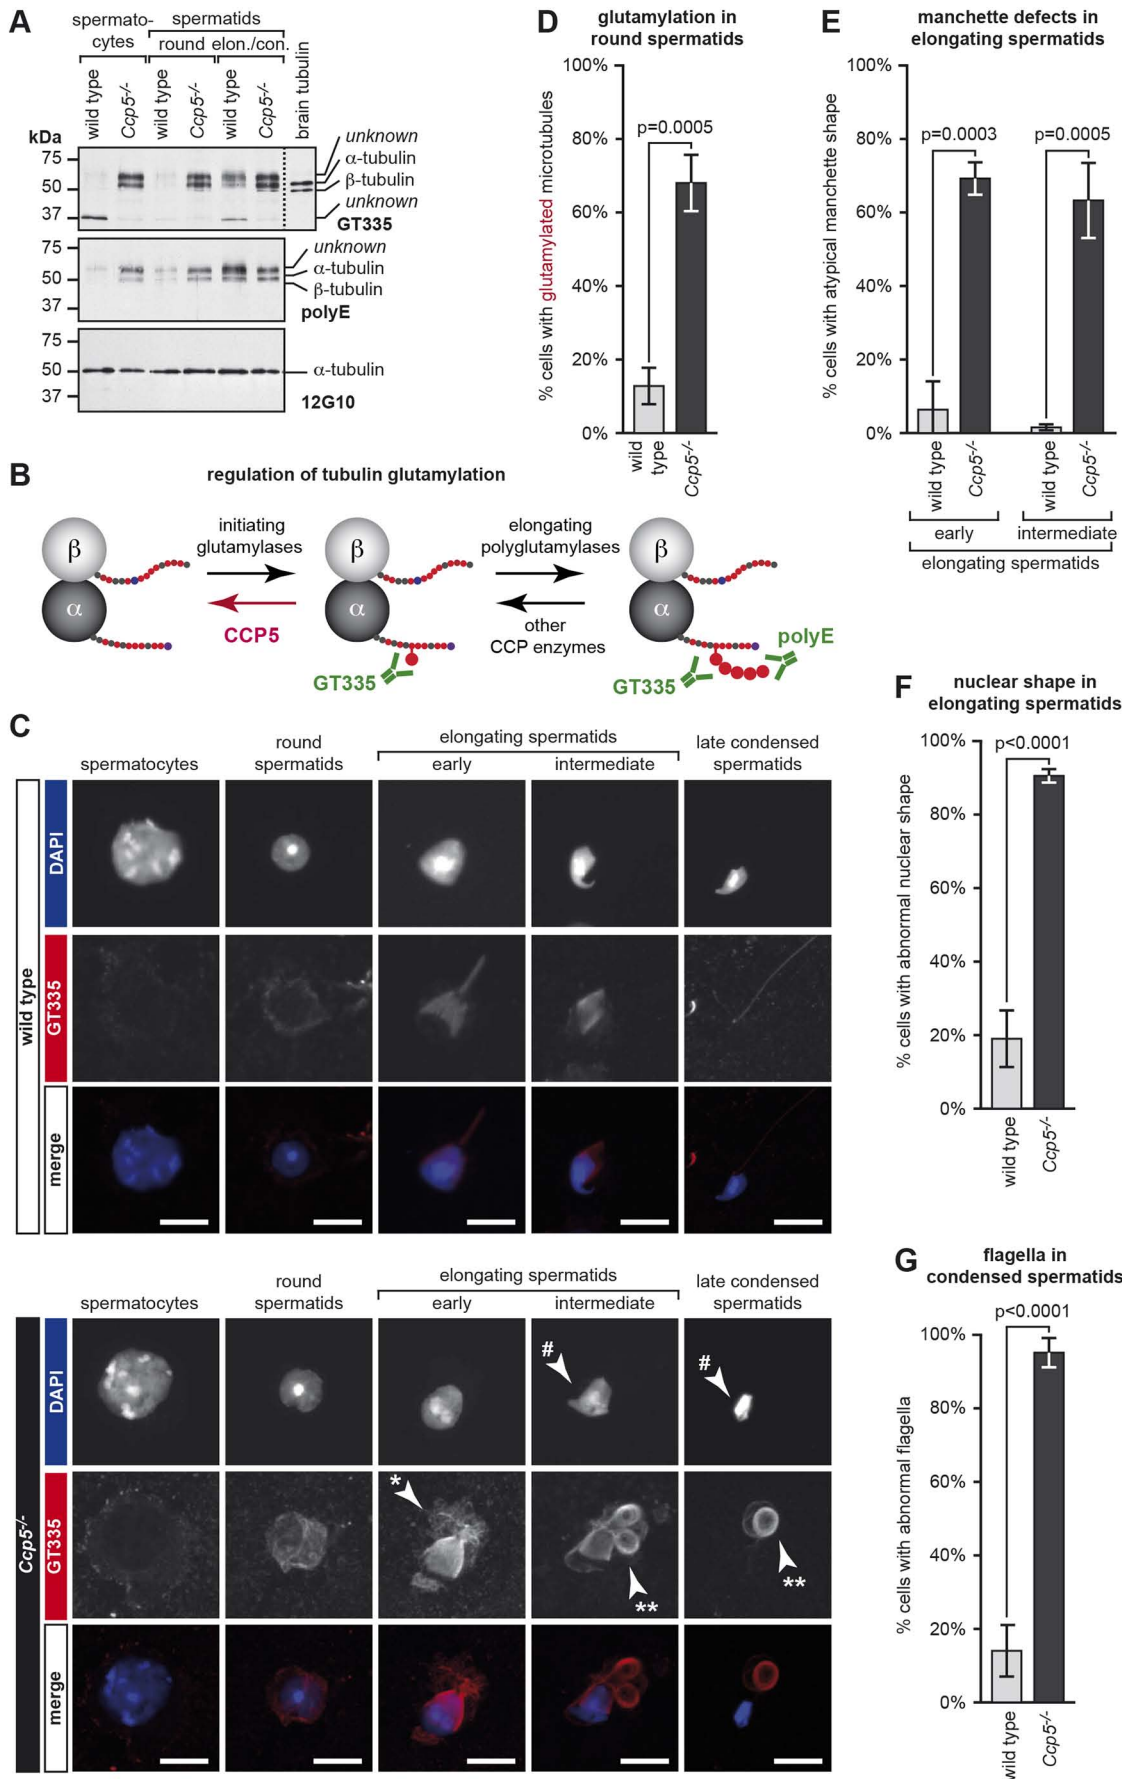 A
spermato-
cytes
spermatids
round elon./con.
wild type
Ccp5-/-
wild type
Ccp5-/-
wild type
Ccp5-/-
brain tubulin
kDa
75
50
37
unknown
α-tubulin
β-tubulin
unknown
GT335
75
50
37
unknown
α-tubulin
β-tubulin
polyE
75
50
37
α-tubulin
12G10
B
regulation of tubulin glutamylation
β
α
initiating
glutamylases
CCP5
β
α
GT335
elongating
polyglutamylases
other
CCP enzymes
β
α
GT335
polyE
C
spermatocytes
round
spermatids
elongating spermatids
early
intermediate
late condensed
spermatids
wild type
DAPI
GT335
merge
spermatocytes
round
spermatids
elongating spermatids
early
intermediate
late condensed
spermatids
Ccp5-/-
DAPI
#
#
GT335
*
**
**
merge
D
glutamylation in
round spermatids
% cells with glutamylated microtubules
100%
80%
60%
40%
20%
0%
p=0.0005
wild
type
Ccp5-/-
E
manchette defects in
elongating spermatids
% cells with atypical manchette shape
100%
80%
60%
40%
20%
0%
p=0.0003
p=0.0005
wild type
Ccp5-/-
wild type
Ccp5-/-
early
intermediate
elongating spermatids
F
nuclear shape in
elongating spermatids
% cells with abnormal nuclear shape
100%
80%
60%
40%
20%
0%
p<0.0001
wild type
Ccp5-/-
G
flagella in
condensed spermatids
% cells with abnormal flagella
100%
80%
60%
40%
20%
0%
p<0.0001
wild type
Ccp5-/-